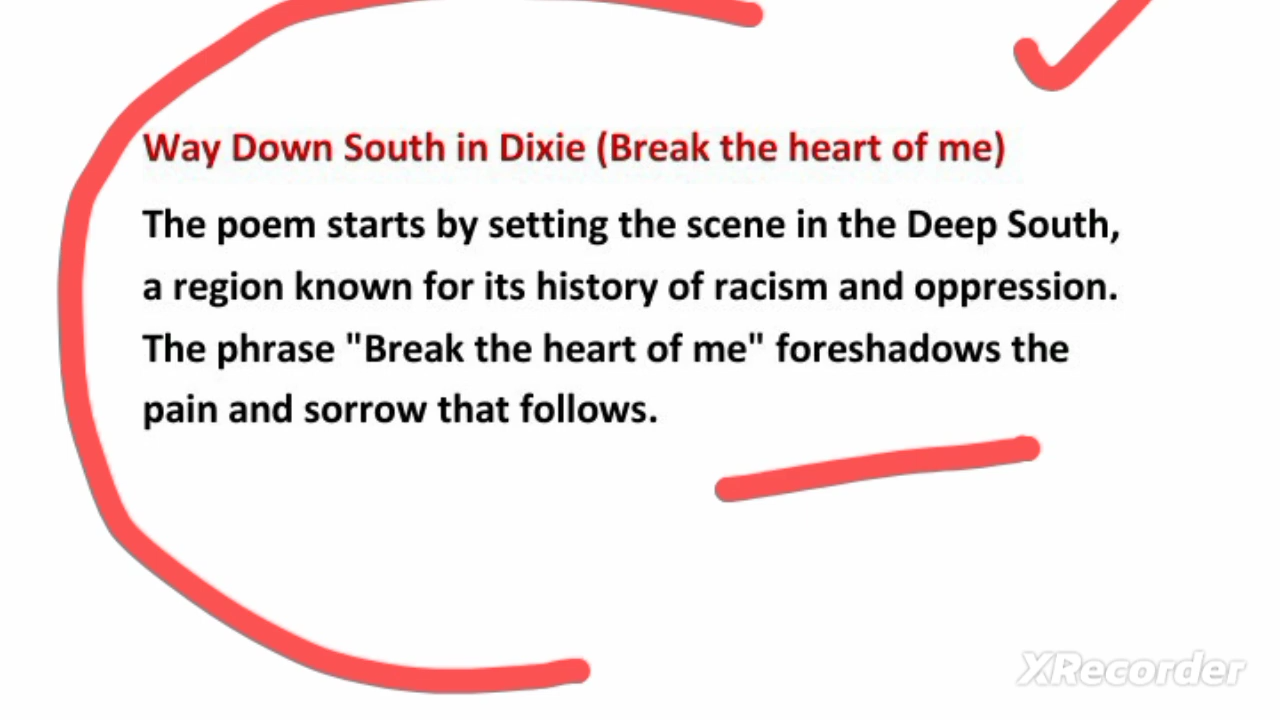 Way Down South in Dixie (Break the heart of me)
The poem starts by setting the scene in the Deep South,
a region known for its history of racism and oppression.
The phrase "Break the heart of me" foreshadows the
pain and sorrow that follows.
XRecorder